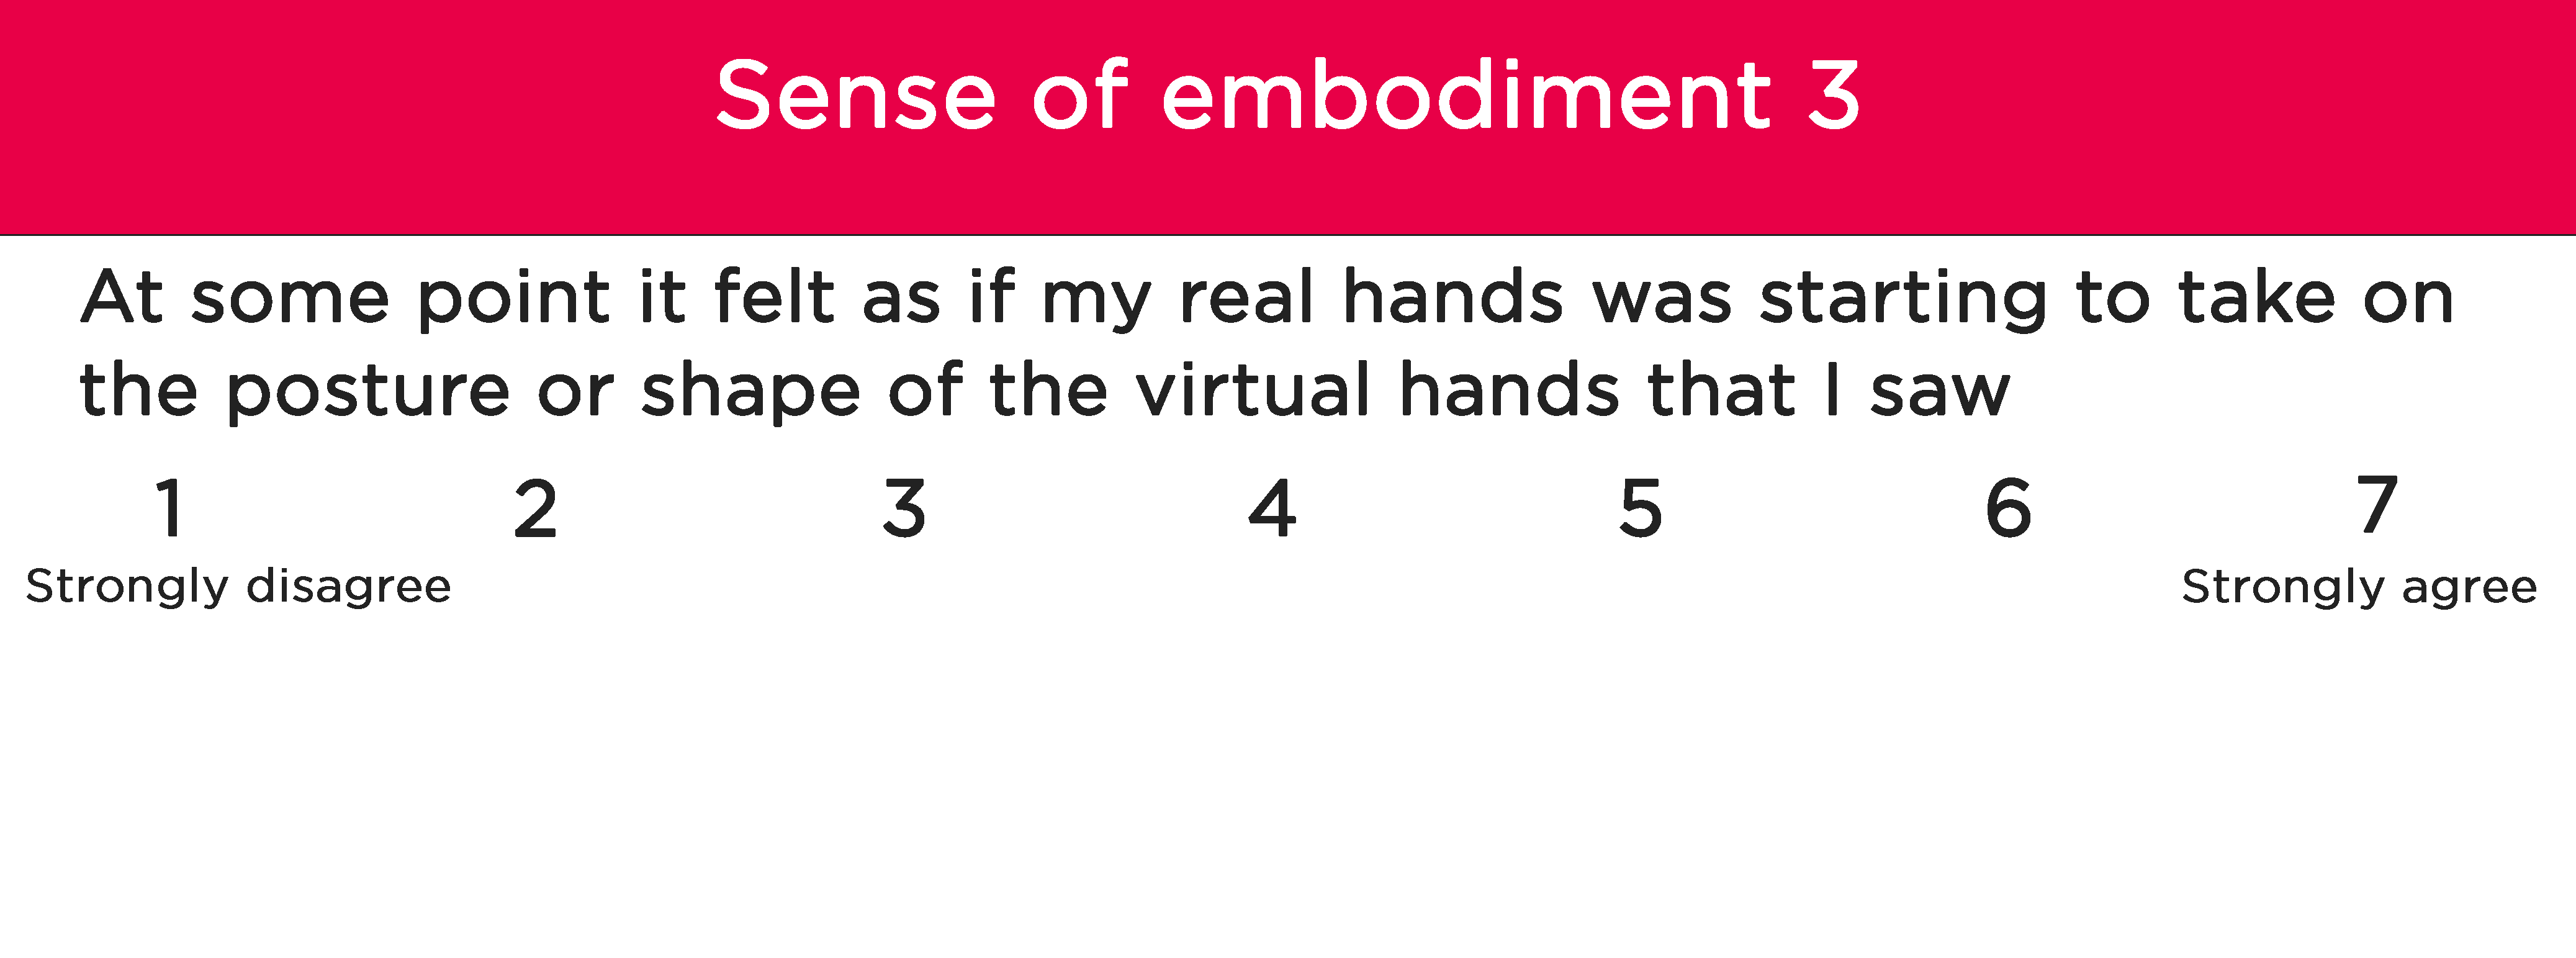 Sense of embodiment 3
At some point it felt as if my real hands was starting to take on
the posture or shape of the virtual hands that I saw
1 2 3 4 5 6 7
Strongly disagree Strongly agree